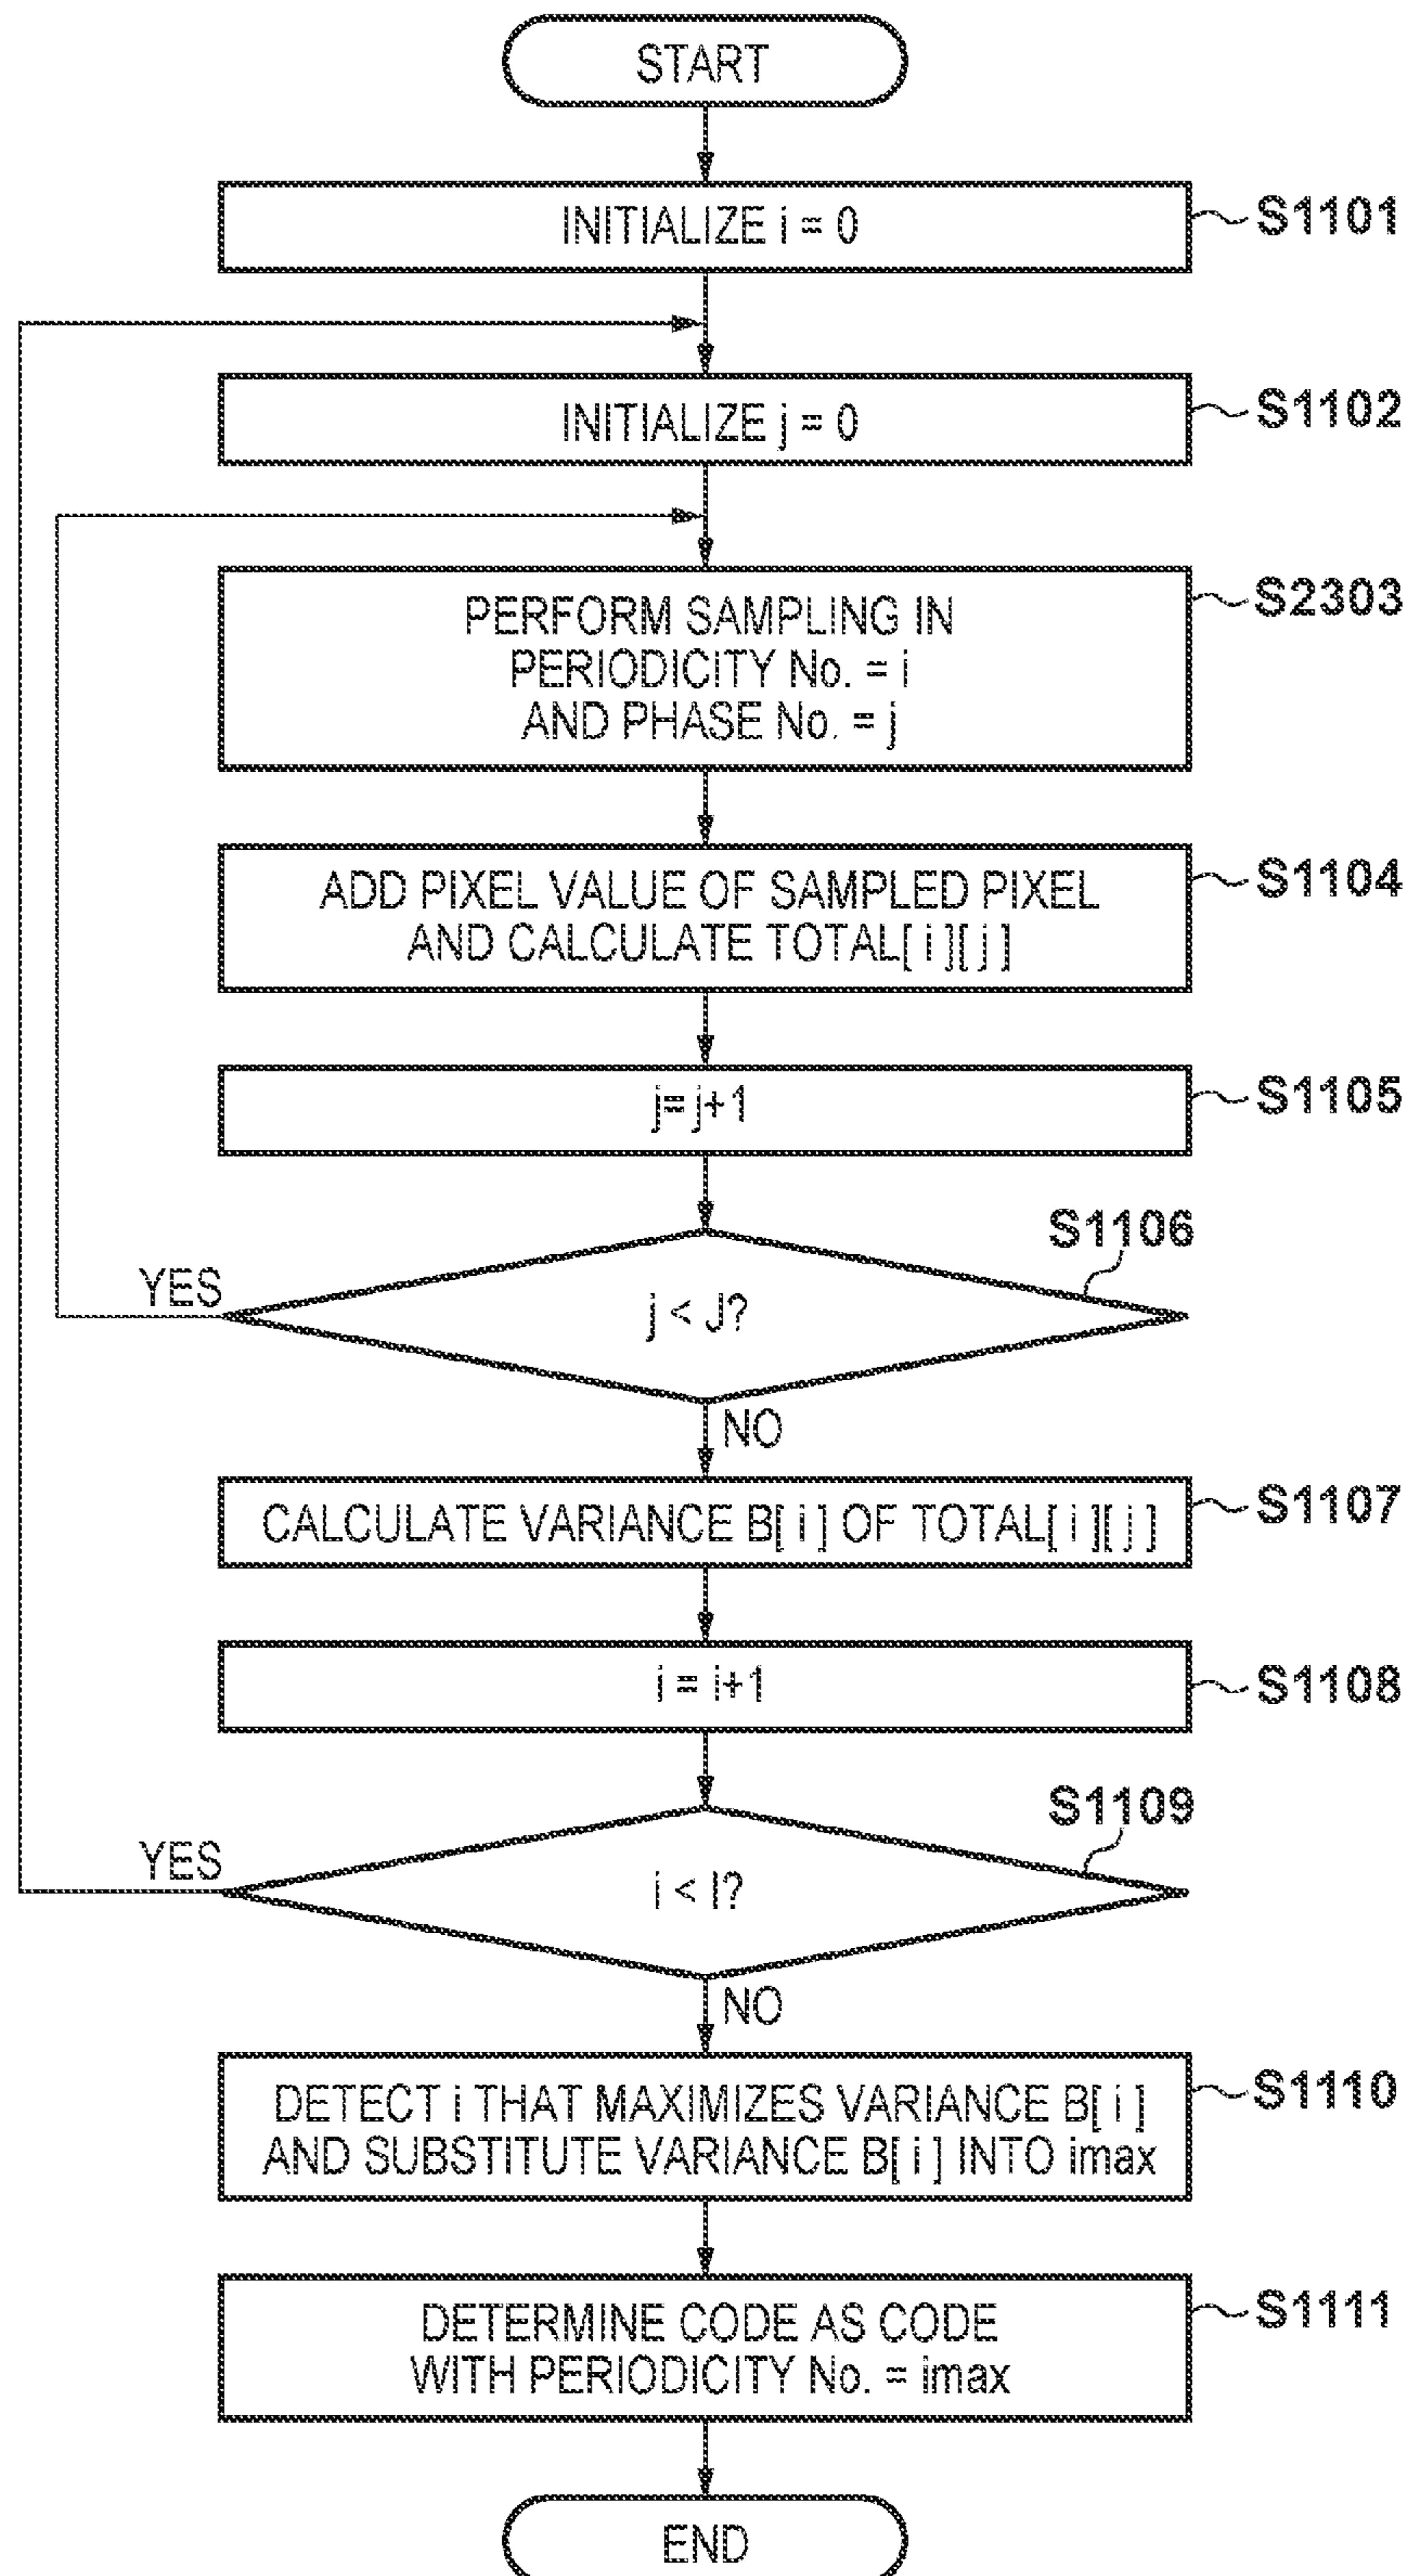 START
INITIALIZE i = 0
S1101
INITIALIZE j = 0
S1102
PERFORM SAMPLING IN
PERIODICITY No. = i
AND PHASE No. = j
S2303
ADD PIXEL VALUE OF SAMPLED PIXEL
AND CALCULATE TOTAL[ i ][ j ]
S1104
j= j+1
S1105
S1106
YES
j < J?
NO
CALCULATE VARIANCE B[ i ] OF TOTAL[ i ][ j ]
S1107
i = i+1
S1108
S1109
YES
i < I?
NO
DETECT i THAT MAXIMIZES VARIANCE B[ i ]
AND SUBSTITUTE VARIANCE B[ i ] INTO imax
S1110
DETERMINE CODE AS CODE
WITH PERIODICITY No. = imax
S1111
END